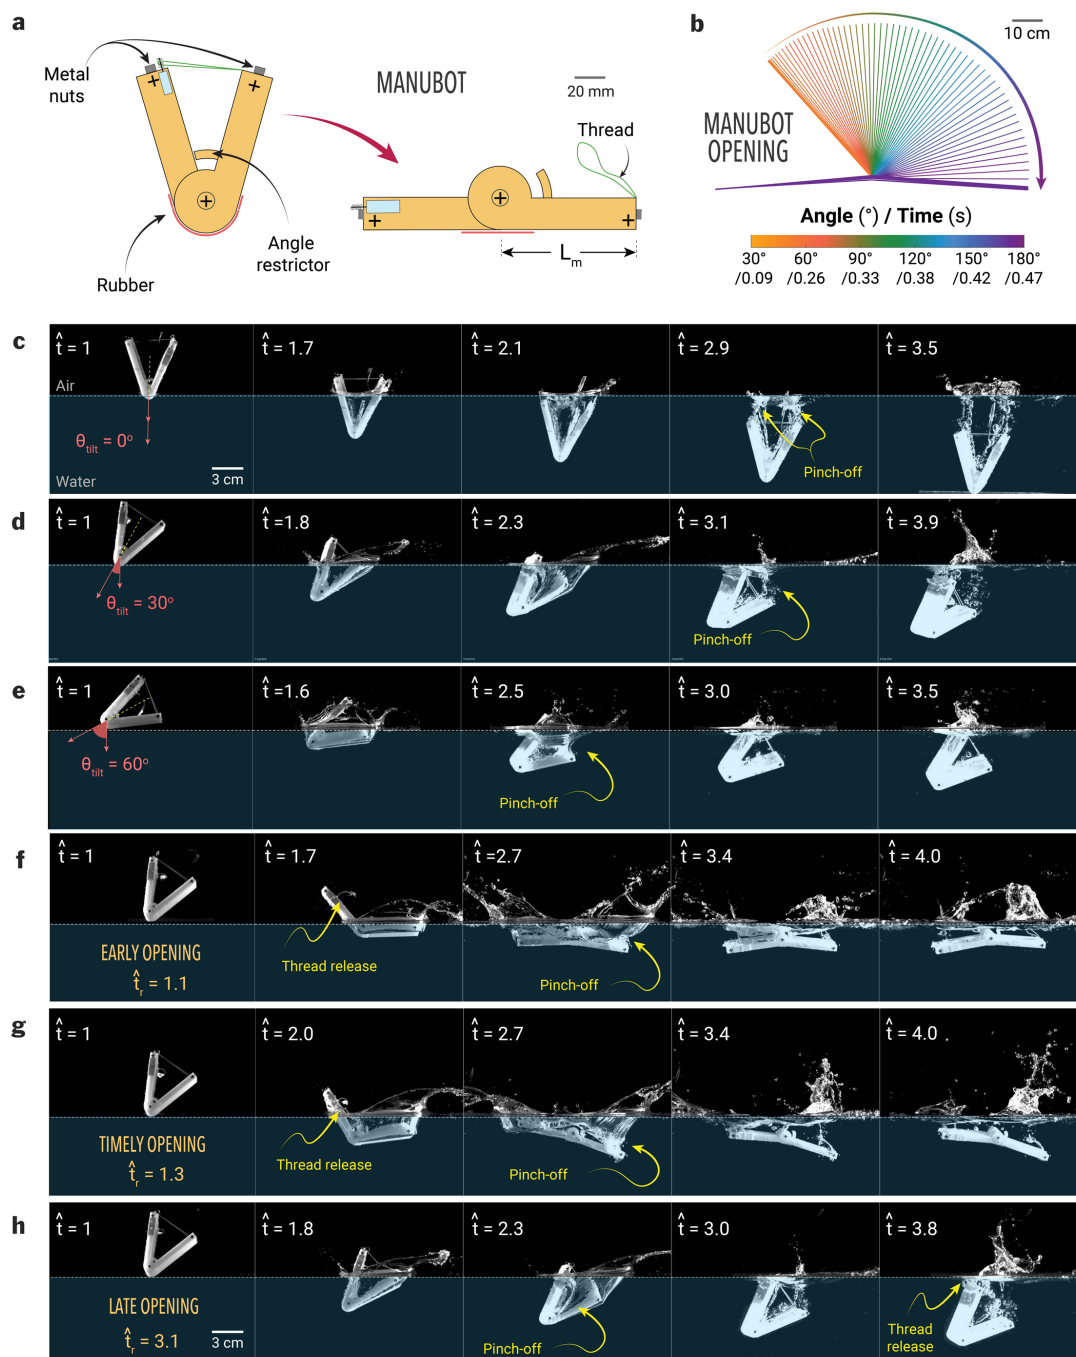 a
Metal
nuts
MANUBOT
20 mm
Thread
Angle
restrictor
Rubber
Lm
b
10 cm
MANUBOT
OPENING
Angle (°) / Time (s)
30° 60° 90° 120° 150° 180°
/0.09 /0.26 /0.33 /0.38 /0.42 /0.47
c
t̂ = 1
t̂ = 1.7
t̂ = 2.1
t̂ = 2.9
t̂ = 3.5
Air
θtilt = 0°
Water
3 cm
Pinch-off
d
t̂ = 1
t̂ =1.8
t̂ = 2.3
t̂ = 3.1
t̂ = 3.9
θtilt = 30°
Pinch-off
e
t̂ = 1
t̂ =1.6
t̂ = 2.5
t̂ = 3.0
t̂ = 3.5
θtilt = 60°
Pinch-off
f
t̂ = 1
t̂ = 1.7
t̂ =2.7
t̂ = 3.4
t̂ = 4.0
EARLY OPENING
t̂r = 1.1
Thread release
Pinch-off
g
t̂ = 1
t̂ = 2.0
t̂ = 2.7
t̂ = 3.4
t̂ = 4.0
TIMELY OPENING
t̂r = 1.3
Thread release
Pinch-off
h
t̂ = 1
t̂ = 1.8
t̂ = 2.3
t̂ = 3.0
t̂ = 3.8
LATE OPENING
t̂r = 3.1
3 cm
Pinch-off
Thread
release